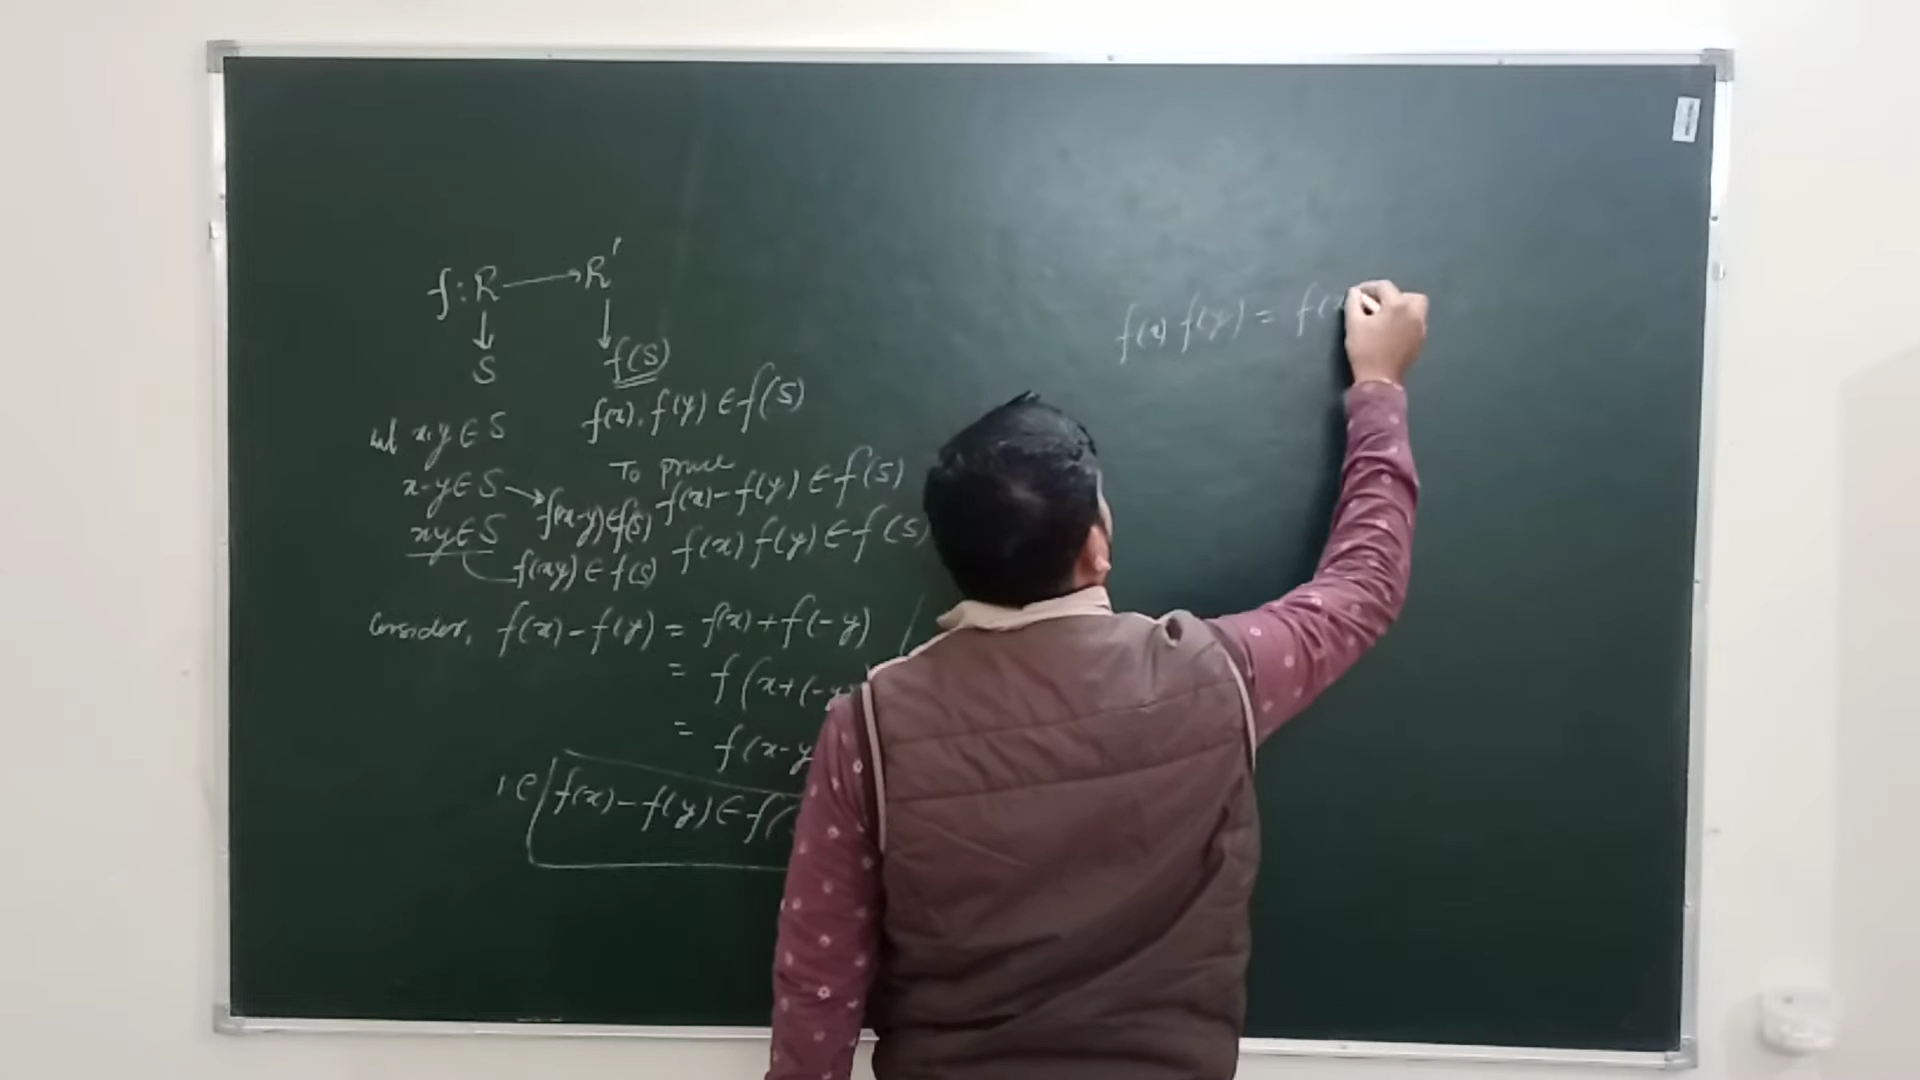 f: R → R'
↓ ↓
S f(S)
let x, y ∈ S f(x), f(y) ∈ f(S)
To prove
x-y ∈ S → f(x-y) ∈ f(S) f(x) - f(y) ∈ f(S)
xy ∈ S f(x) f(y) ∈ f(S)
f(xy) ∈ f(S)
Consider, f(x) - f(y) = f(x) + f(-y)
= f(x+(-y
= f(x-y
i.e f(x) - f(y) ∈ f(
f(x) f(y) = f(x